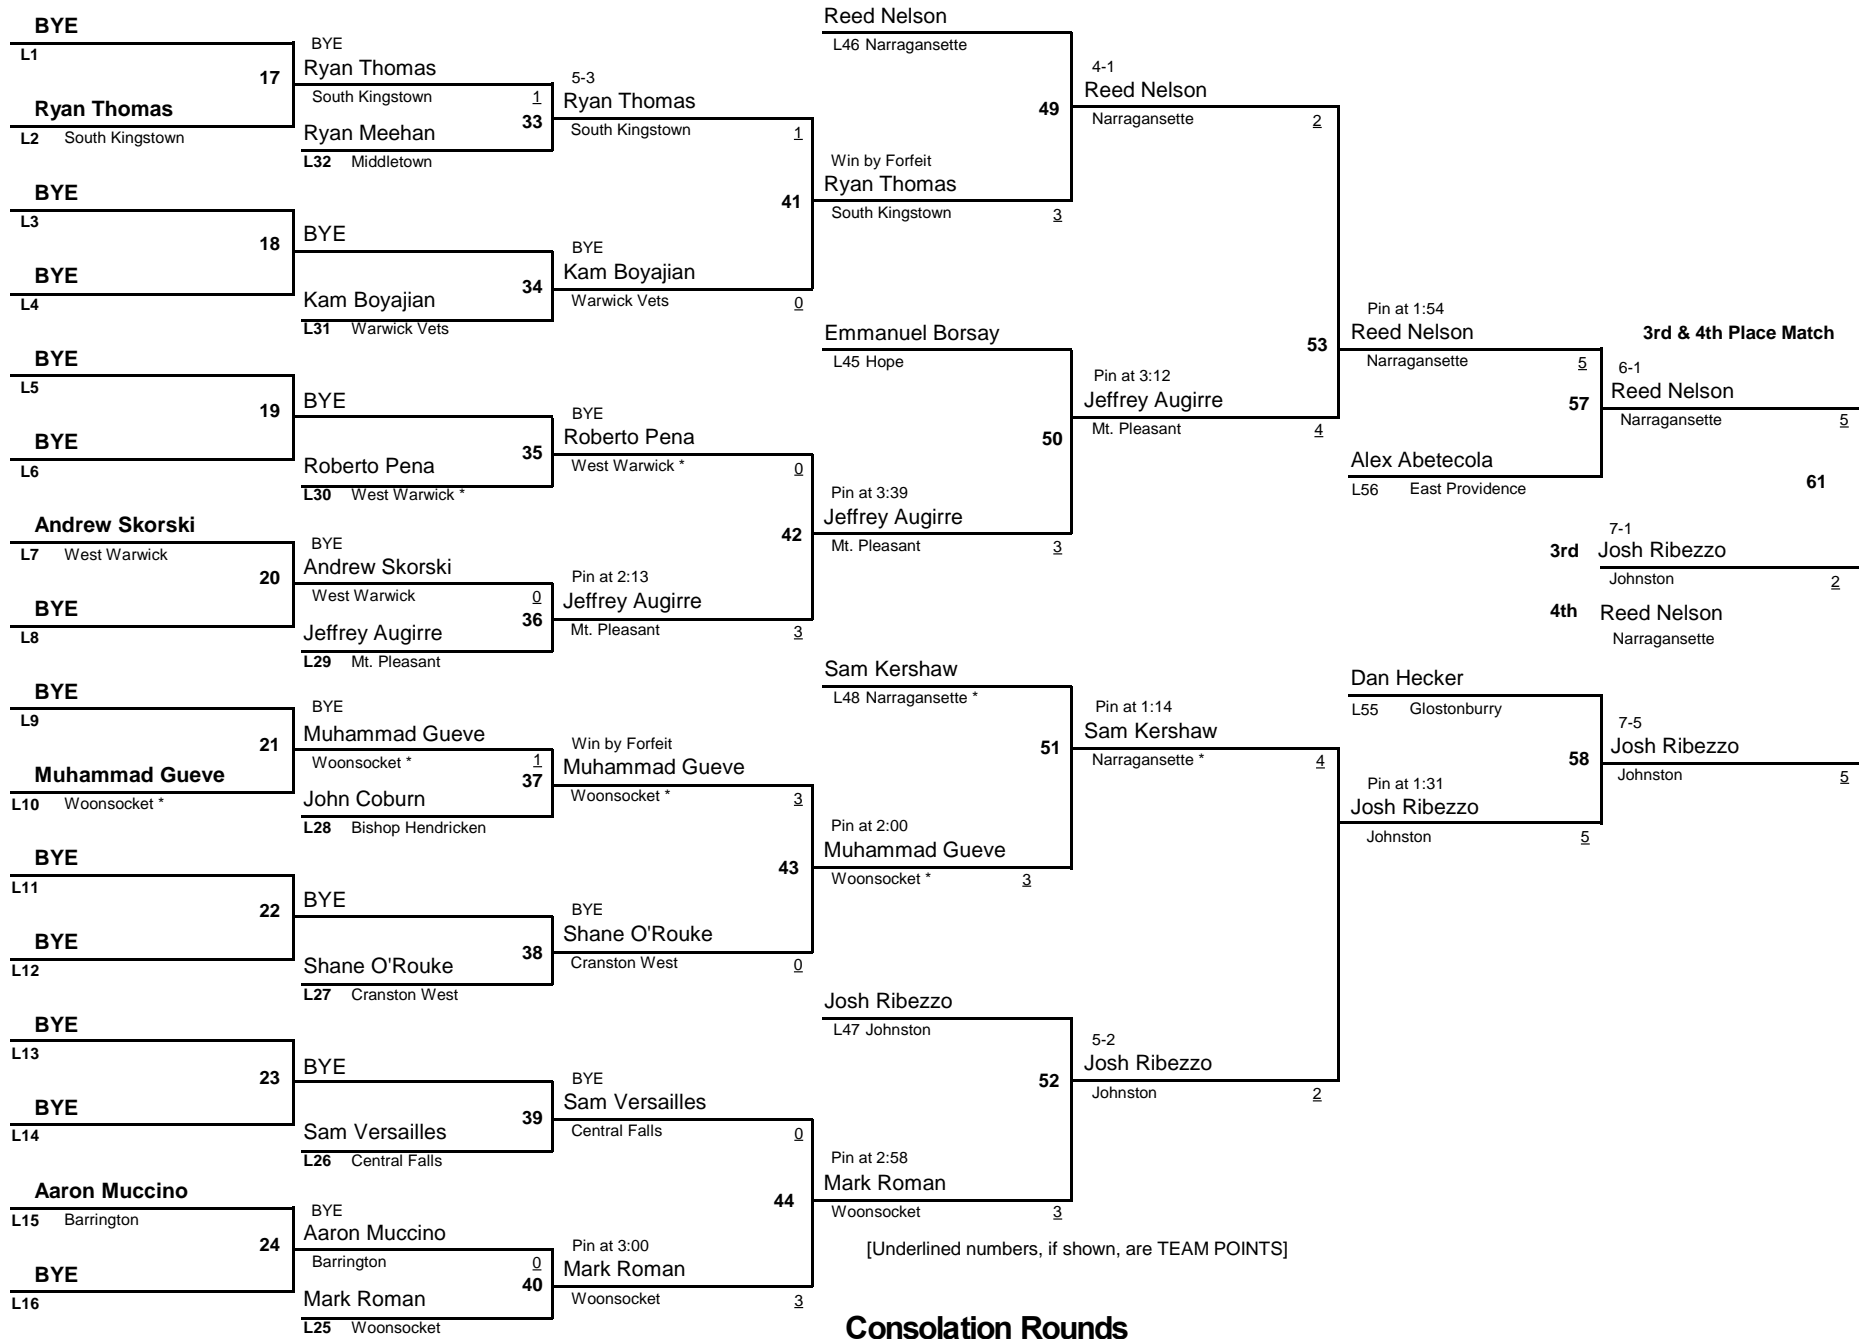 BYE
L1
17
Ryan Thomas
L2 South Kingstown
BYE
L3
18
BYE
L4
BYE
L5
19
BYE
L6
Andrew Skorski
L7 West Warwick
20
BYE
L8
BYE
L9
21
Muhammad Gueve
L10 Woonsocket *
BYE
L11
22
BYE
L12
BYE
L13
23
BYE
L14
Aaron Muccino
L15 Barrington
24
BYE
L16
BYE
Ryan Thomas
South Kingstown 1
33
Ryan Meehan
L32 Middletown
BYE
34
Kam Boyajian
L31 Warwick Vets
BYE
35
Roberto Pena
L30 West Warwick *
BYE
Andrew Skorski
West Warwick 0
36
Jeffrey Augirre
L29 Mt. Pleasant
BYE
Muhammad Gueve
Woonsocket * 1
37
John Coburn
L28 Bishop Hendricken
BYE
38
Shane O'Rouke
L27 Cranston West
BYE
39
Sam Versailles
L26 Central Falls
BYE
Aaron Muccino
Barrington 0
40
Mark Roman
L25 Woonsocket
5-3
Ryan Thomas
South Kingstown 1
41
BYE
Kam Boyajian
Warwick Vets 0
BYE
Roberto Pena
West Warwick * 0
42
Pin at 2:13
Jeffrey Augirre
Mt. Pleasant 3
Win by Forfeit
Muhammad Gueve
Woonsocket * 3
43
BYE
Shane O'Rouke
Cranston West 0
BYE
Sam Versailles
Central Falls 0
44
Pin at 3:00
Mark Roman
Woonsocket 3
Reed Nelson
L46 Narragansette
49
Win by Forfeit
Ryan Thomas
South Kingstown 3
Emmanuel Borsay
L45 Hope
50
Pin at 3:39
Jeffrey Augirre
Mt. Pleasant 3
Sam Kershaw
L48 Narragansette *
51
Pin at 2:00
Muhammad Gueve
Woonsocket * 3
Josh Ribezzo
L47 Johnston
52
Pin at 2:58
Mark Roman
Woonsocket 3
4-1
Reed Nelson
Narragansette 2
53
Pin at 3:12
Jeffrey Augirre
Mt. Pleasant 4
Pin at 1:14
Sam Kershaw
Narragansette * 4
5-2
Josh Ribezzo
Johnston 2
Pin at 1:54
Reed Nelson
Narragansette 5
57
Alex Abetecola
L56 East Providence
Dan Hecker
L55 Glostonburry
58
Pin at 1:31
Josh Ribezzo
Johnston 5
3rd & 4th Place Match
6-1
Reed Nelson
Narragansette 5
61
7-1
3rd Josh Ribezzo
Johnston 2
4th Reed Nelson
Narragansette
7-5
Josh Ribezzo
Johnston 5
[Underlined numbers, if shown, are TEAM POINTS]
Consolation Rounds